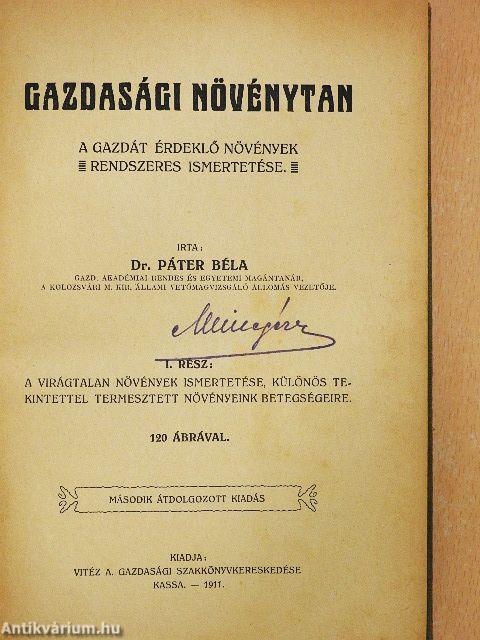 GAZDASÁGI NÖVÉNYTAN
A GAZDÁT ÉRDEKLŐ NÖVÉNYEK
RENDSZERES ISMERTETÉSE.
IRTA:
Dr. PÁTER BÉLA
GAZD. AKADÉMIAI RENDES ÉS EGYETEMI MAGÁNTANÁR,
A KOLOZSVÁRI M. KIR. ÁLLAMI VETŐMAGVIZSGÁLÓ ÁLLOMÁS VEZETŐJE.
I. RÉSZ:
A VIRÁGTALAN NÖVÉNYEK ISMERTETÉSE, KÜLÖNÖS TE-
KINTETTEL TERMESZTETT NÖVÉNYEINK BETEGSÉGEIRE.
120 ÁBRÁVAL.
MÁSODIK ÁTDOLGOZOTT KIADÁS
KIADJA:
VITÉZ A. GAZDASÁGI SZAKKÖNYVKERESKEDÉSE
KASSA. — 1911.
Antikvárium.hu